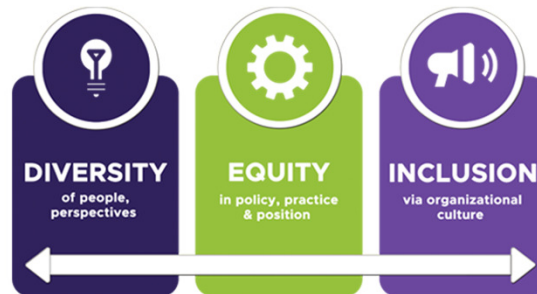 DIVERSITY
of people,
perspectives
EQUITY
in policy, practice
& position
INCLUSION
via organizational
culture